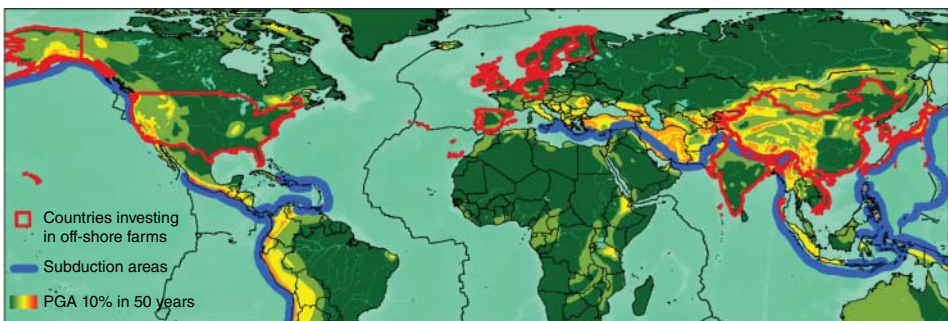 Countries investing
in off-shore farms
Subduction areas
PGA 10% in 50 years